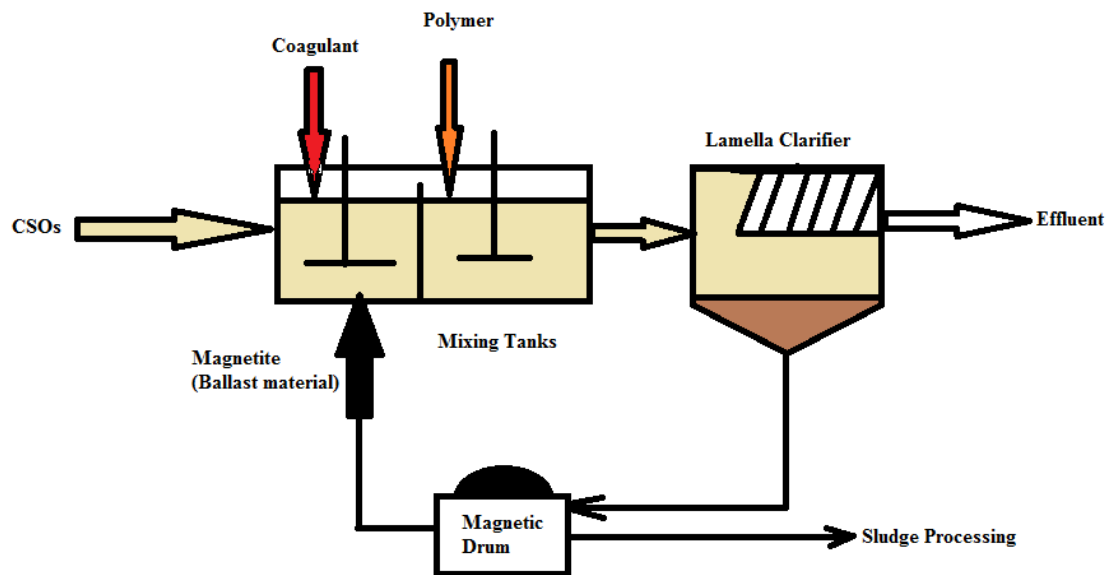 Polymer
Coagulant
Lamella Clarifier
CSOs
Effluent
Mixing Tanks
Magnetite
(Ballast material)
Magnetic
Drum
Sludge Processing